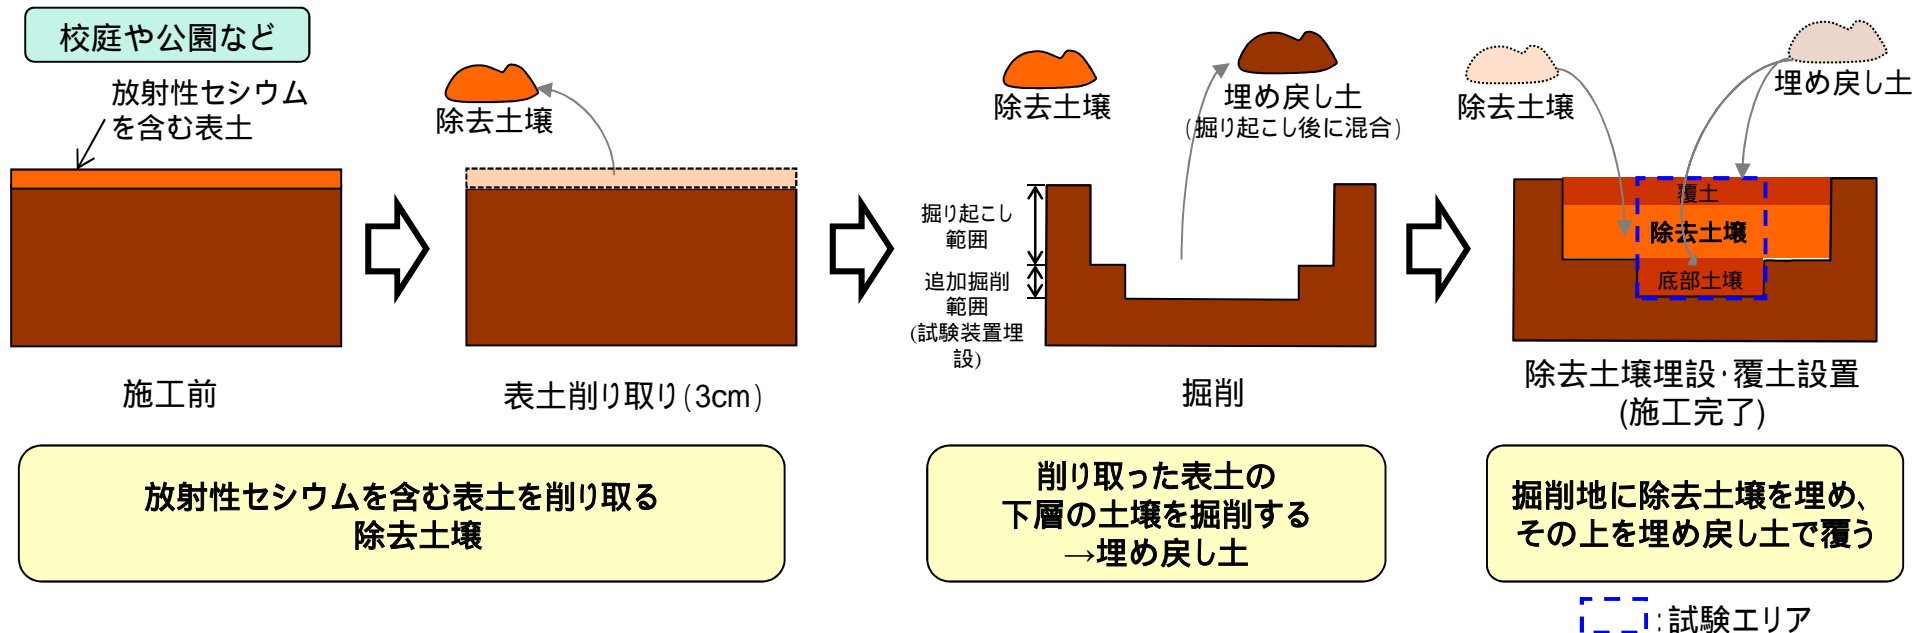 校庭や公園など
放射性セシウム
を含む表土
除去土壌
施工前
表土削り取り(3cm)
除去土壌
埋め戻し土
(掘り起こし後に混合)
掘り起こし
範囲
追加掘削
範囲
(試験装置埋
設)
掘削
除去土壌
埋め戻し土
覆土
除去土壌
底部土壌
除去土壌埋設･覆土設置
(施工完了)
放射性セシウムを含む表土を削り取る
除去土壌
削り取った表土の
下層の土壌を掘削する
→埋め戻し土
掘削地に除去土壌を埋め、
その上を埋め戻し土で覆う
:試験エリア